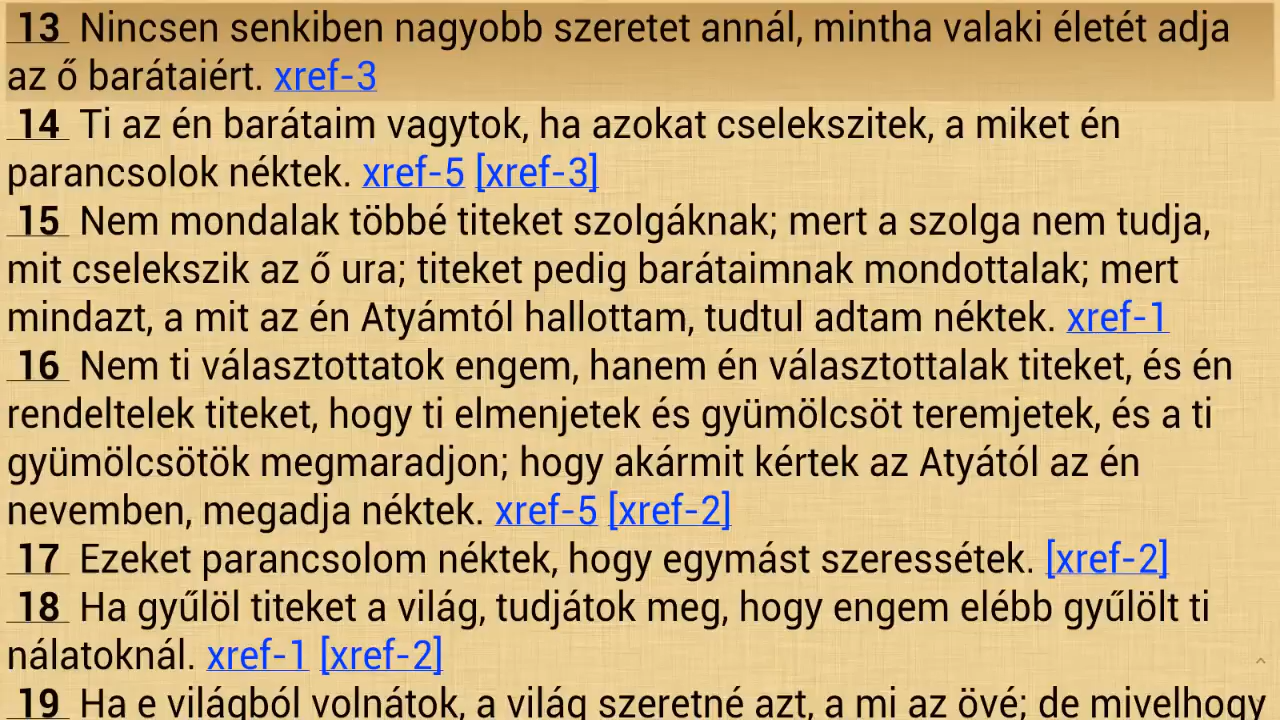 13 Nincsen senkiben nagyobb szeretet annál, mintha valaki életét adja
az ő barátaiért. xref-3
14 Ti az én barátaim vagytok, ha azokat cselekszitek, a miket én
parancsolok néktek. xref-5 [xref-3]
15 Nem mondalak többé titeket szolgáknak; mert a szolga nem tudja,
mit cselekszik az ő ura; titeket pedig barátaimnak mondottalak; mert
mindazt, a mit az én Atyámtól hallottam, tudtul adtam néktek. xref-1
16 Nem ti választottatok engem, hanem én választottalak titeket, és én
rendeltelek titeket, hogy ti elmenjetek és gyümölcsöt teremjetek, és a ti
gyümölcsötök megmaradjon; hogy akármit kértek az Atyától az én
nevemben, megadja néktek. xref-5 [xref-2]
17 Ezeket parancsolom néktek, hogy egymást szeressétek. [xref-2]
18 Ha gyűlöl titeket a világ, tudjátok meg, hogy engem elébb gyűlölt ti
nálatoknál. xref-1 [xref-2]
19 Ha e világból volnátok, a világ szeretné azt, a mi az övé; de mivelhogy